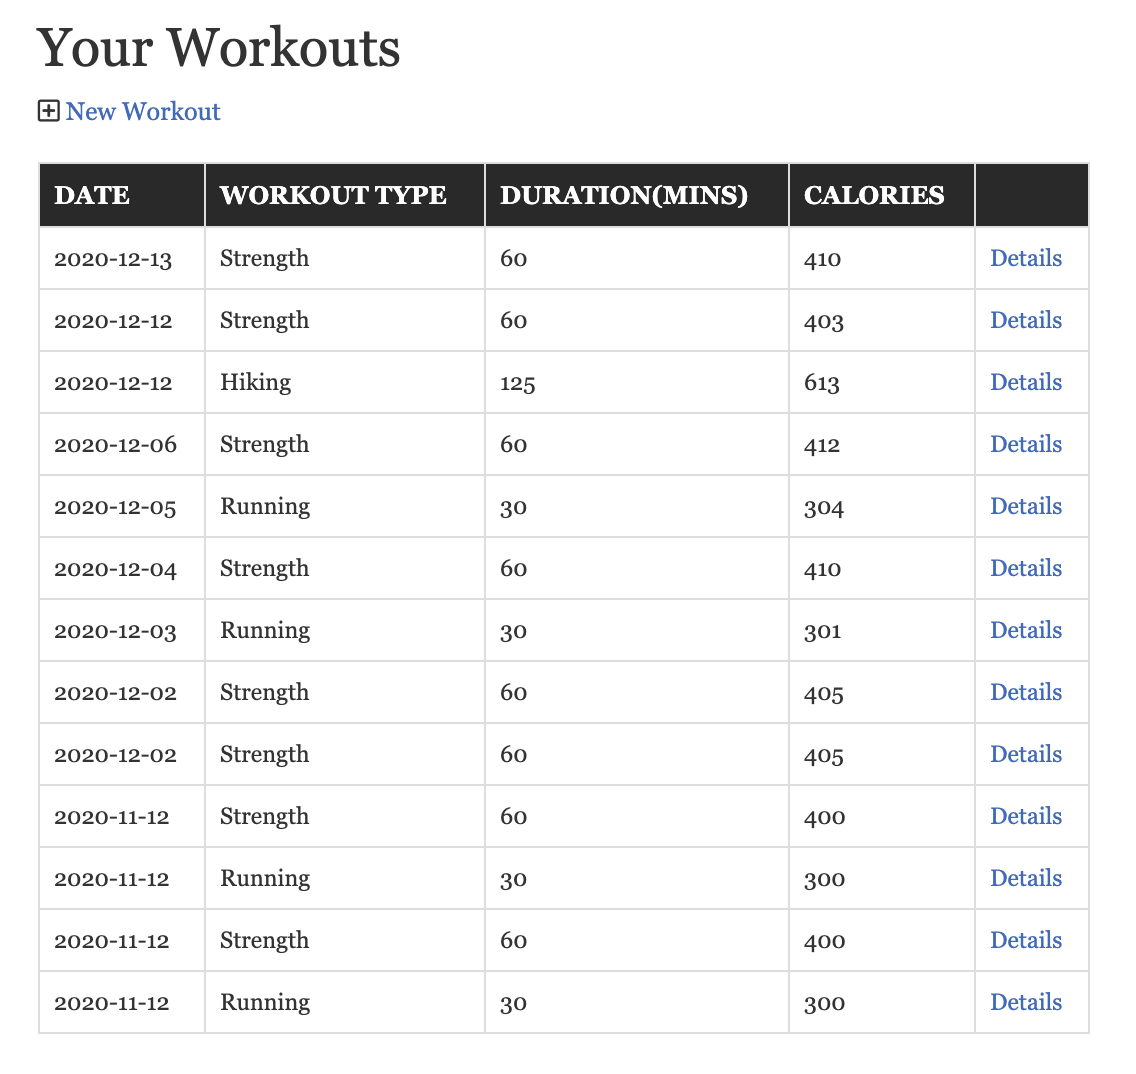 Your Workouts
New Workout
DATE WORKOUT TYPE DURATION(MINS) CALORIES
2020-12-13 Strength 60 410 Details
2020-12-12 Strength 60 403 Details
2020-12-12 Hiking 125 613 Details
2020-12-06 Strength 60 412 Details
2020-12-05 Running 30 304 Details
2020-12-04 Strength 60 410 Details
2020-12-03 Running 30 301 Details
2020-12-02 Strength 60 405 Details
2020-12-02 Strength 60 405 Details
2020-11-12 Strength 60 400 Details
2020-11-12 Running 30 300 Details
2020-11-12 Strength 60 400 Details
2020-11-12 Running 30 300 Details